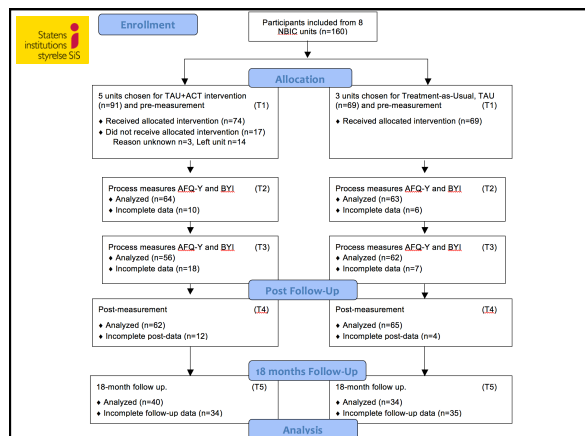 Statens
institutions
styrelse SiS
Enrollment
Participants included from 8
NBIC units (n=160)
Allocation
5 units chosen for TAU+ACT intervention
(n=91) and pre-measurement (T1)
♦ Received allocated intervention (n=74)
♦ Did not receive allocated intervention (n=17)
Reason unknown n=3, Left unit n=14
3 units chosen for Treatment-as-Usual, TAU
(n=69) and pre-measurement (T1)
♦ Received allocated intervention (n=69)
Process measures AFQ-Y and BYI (T2)
♦ Analyzed (n=64)
♦ Incomplete data (n=10)
Process measures AFQ-Y and BYI (T2)
♦ Analyzed (n=63)
♦ Incomplete data (n=6)
Process measures AFQ-Y and BYI (T3)
♦ Analyzed (n=56)
♦ Incomplete data (n=18)
Process measures AFQ-Y and BYI (T3)
♦ Analyzed (n=62)
♦ Incomplete data (n=7)
Post Follow-Up
Post-measurement (T4)
♦ Analyzed (n=62)
♦ Incomplete post-data (n=12)
Post-measurement (T4)
♦ Analyzed (n=65)
♦ Incomplete post-data (n=4)
18 months Follow-Up
18-month follow up. (T5)
♦ Analyzed (n=40)
♦ Incomplete follow-up data (n=34)
18-month follow up. (T5)
♦ Analyzed (n=34)
♦ Incomplete follow-up data (n=35)
Analysis